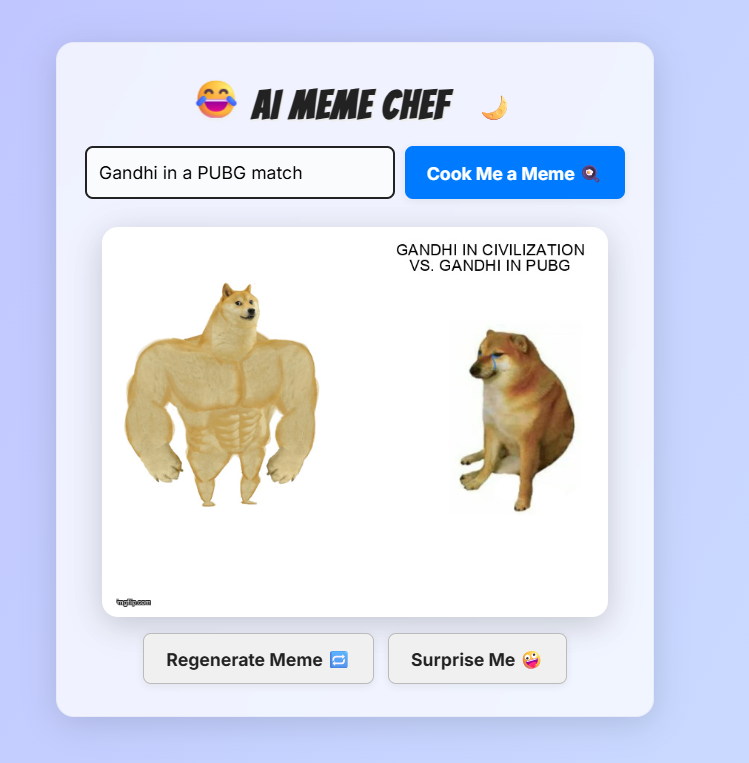 AI MEME CHEF
Gandhi in a PUBG match
Cook Me a Meme
GANDHI IN CIVILIZATION
VS. GANDHI IN PUBG
imgflip.com
Regenerate Meme
Surprise Me